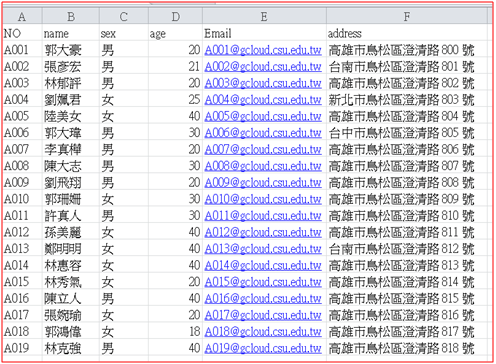 A B C D E F
NO name sex age Email address
A001 郭大豪 男 20 A001@gcloud.csu.edu.tw 高雄市鳥松區澄清路 800 號
A002 張彥宏 男 21 A002@gcloud.csu.edu.tw 台南市鳥松區澄清路 801 號
A003 林郁評 男 20 A003@gcloud.csu.edu.tw 高雄市鳥松區澄清路 802 號
A004 劉珮君 女 25 A004@gcloud.csu.edu.tw 新北市鳥松區澄清路 803 號
A005 陸美女 女 40 A005@gcloud.csu.edu.tw 高雄市鳥松區澄清路 804 號
A006 郭大瑋 男 30 A006@gcloud.csu.edu.tw 台中市鳥松區澄清路 805 號
A007 李真樺 男 20 A007@gcloud.csu.edu.tw 高雄市鳥松區澄清路 806 號
A008 陳大志 男 30 A008@gcloud.csu.edu.tw 高雄市鳥松區澄清路 807 號
A009 劉飛翔 男 20 A009@gcloud.csu.edu.tw 高雄市鳥松區澄清路 808 號
A010 郭珊姍 女 30 A010@gcloud.csu.edu.tw 高雄市鳥松區澄清路 809 號
A011 許真人 男 30 A011@gcloud.csu.edu.tw 高雄市鳥松區澄清路 810 號
A012 孫美麗 女 40 A012@gcloud.csu.edu.tw 高雄市鳥松區澄清路 811 號
A013 鄭明明 女 40 A013@gcloud.csu.edu.tw 台南市鳥松區澄清路 812 號
A014 林惠容 女 40 A014@gcloud.csu.edu.tw 高雄市鳥松區澄清路 813 號
A015 林秀氣 女 20 A015@gcloud.csu.edu.tw 高雄市鳥松區澄清路 814 號
A016 陳立人 男 40 A016@gcloud.csu.edu.tw 高雄市鳥松區澄清路 815 號
A017 張婉瑜 女 20 A017@gcloud.csu.edu.tw 高雄市鳥松區澄清路 816 號
A018 郭鴻偉 女 18 A018@gcloud.csu.edu.tw 高雄市鳥松區澄清路 817 號
A019 林克強 男 40 A019@gcloud.csu.edu.tw 高雄市鳥松區澄清路 818 號